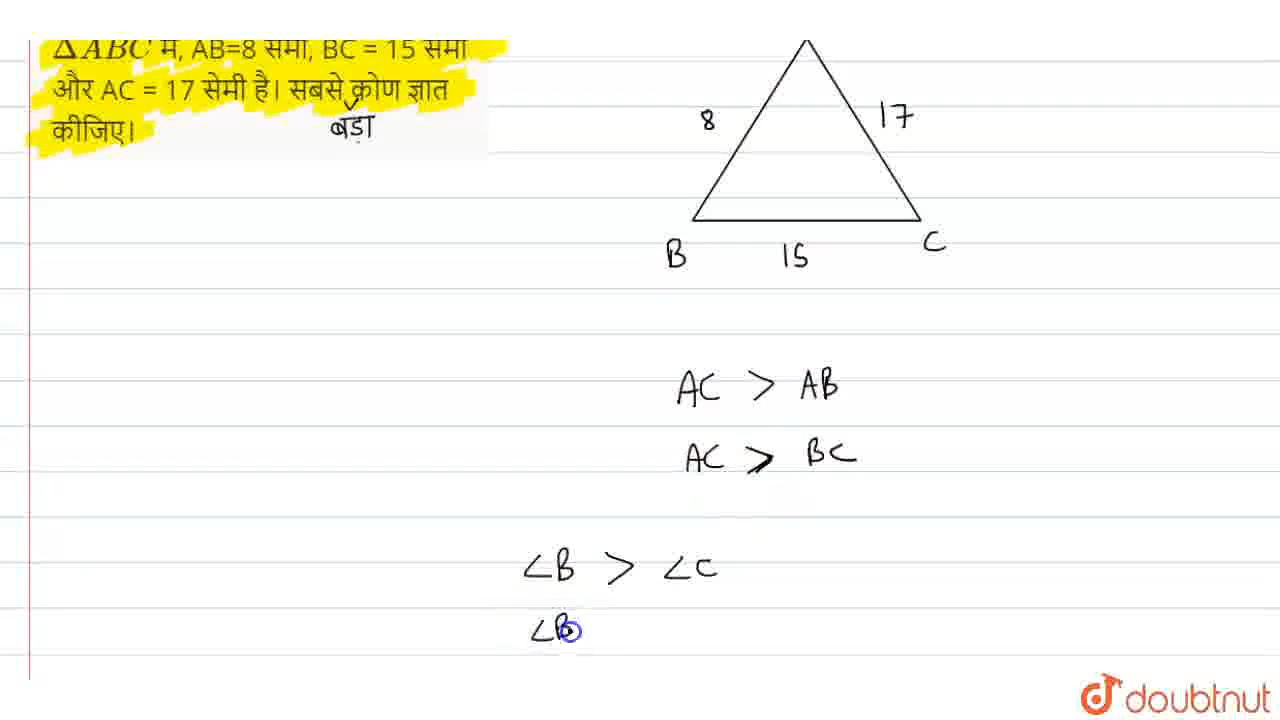 ΔABC में, AB=8 सेमी, BC = 15 सेमी
और AC = 17 सेमी है। सबसे कोण ज्ञात
बड़ा
कीजिए।
8
17
B
15
C
AC > AB
AC > BC
∠B > ∠C
∠B
doubtnut